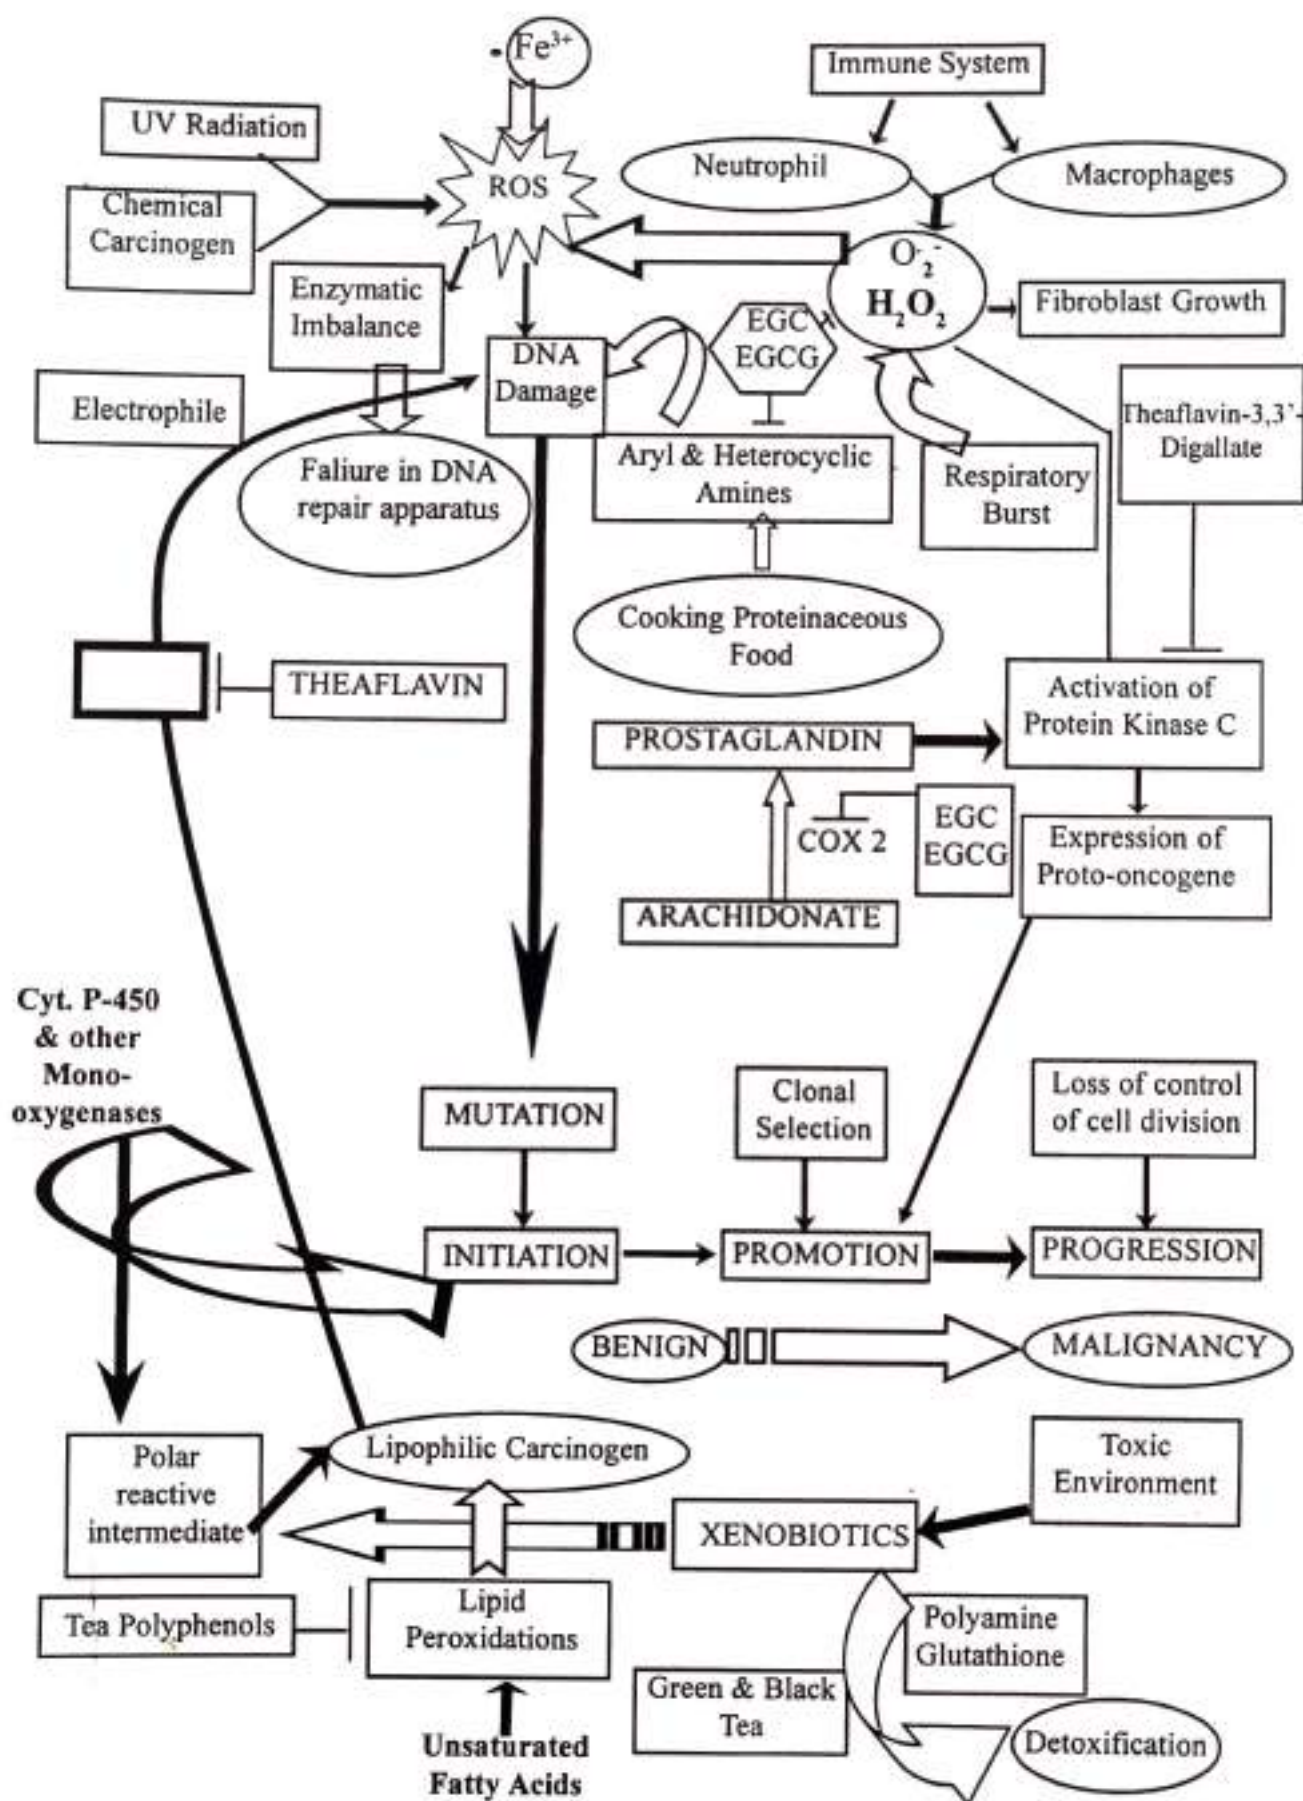 Fe³⁺
Immune System
UV Radiation
Neutrophil
Macrophages
ROS
Chemical
Carcinogen
O₂·⁻
H₂O₂
Enzymatic
Imbalance
EGC
EGCG
Fibroblast Growth
DNA
Damage
Electrophile
Theaflavin-3,3'-
Digallate
Faliure in DNA
repair apparatus
Aryl & Heterocyclic
Amines
Respiratory
Burst
Cooking Proteinaceous
Food
THEAFLAVIN
Activation of
Protein Kinase C
PROSTAGLANDIN
COX 2
EGC
EGCG
Expression of
Proto-oncogene
ARACHIDONATE
Cyt. P-450
& other
Mono-
oxygenases
MUTATION
Clonal
Selection
Loss of control
of cell division
INITIATION
PROMOTION
PROGRESSION
BENIGN
MALIGNANCY
Polar
reactive
intermediate
Lipophilic Carcinogen
Toxic
Environment
XENOBIOTICS
Tea Polyphenols
Lipid
Peroxidations
Polyamine
Glutathione
Green & Black
Tea
Detoxification
Unsaturated
Fatty Acids